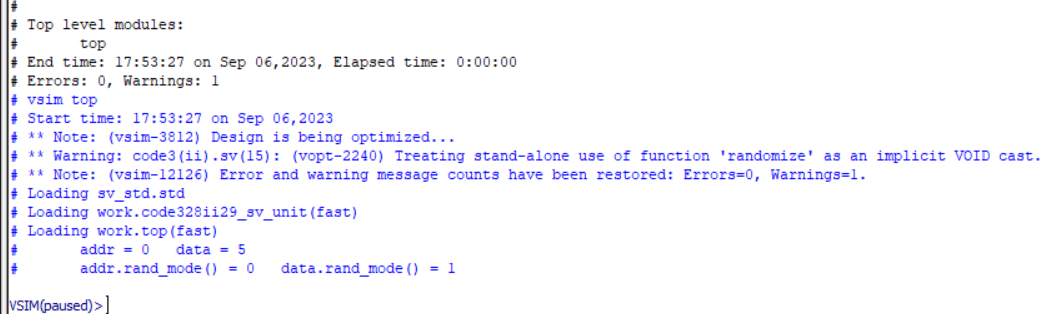 #
# Top level modules:
#       top
# End time: 17:53:27 on Sep 06,2023, Elapsed time: 0:00:00
# Errors: 0, Warnings: 1
# vsim top
# Start time: 17:53:27 on Sep 06,2023
# ** Note: (vsim-3812) Design is being optimized...
# ** Warning: code3(ii).sv(15): (vopt-2240) Treating stand-alone use of function 'randomize' as an implicit VOID cast.
# ** Note: (vsim-12126) Error and warning message counts have been restored: Errors=0, Warnings=1.
# Loading sv_std.std
# Loading work.code328ii29_sv_unit(fast)
# Loading work.top(fast)
#       addr = 0   data = 5
#       addr.rand_mode() = 0   data.rand_mode() = 1
VSIM(paused)>